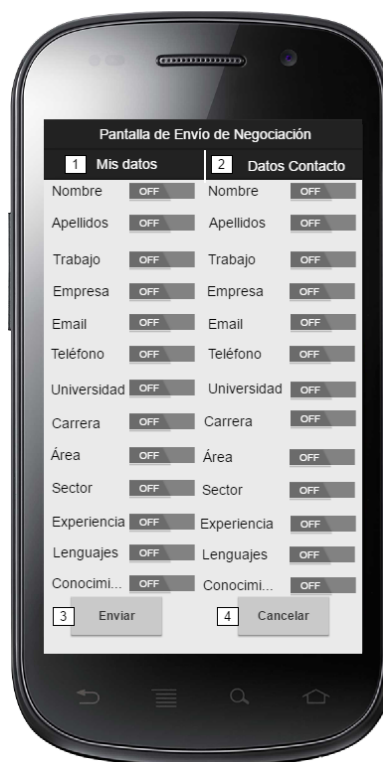 Pantalla de Envío de Negociación
1 Mis datos 2 Datos Contacto
Nombre OFF Nombre OFF
Apellidos OFF Apellidos OFF
Trabajo OFF Trabajo OFF
Empresa OFF Empresa OFF
Email OFF Email OFF
Teléfono OFF Teléfono OFF
Universidad OFF Universidad OFF
Carrera OFF Carrera OFF
Área OFF Área OFF
Sector OFF Sector OFF
Experiencia OFF Experiencia OFF
Lenguajes OFF Lenguajes OFF
Conocimi... OFF Conocimi... OFF
3 Enviar 4 Cancelar